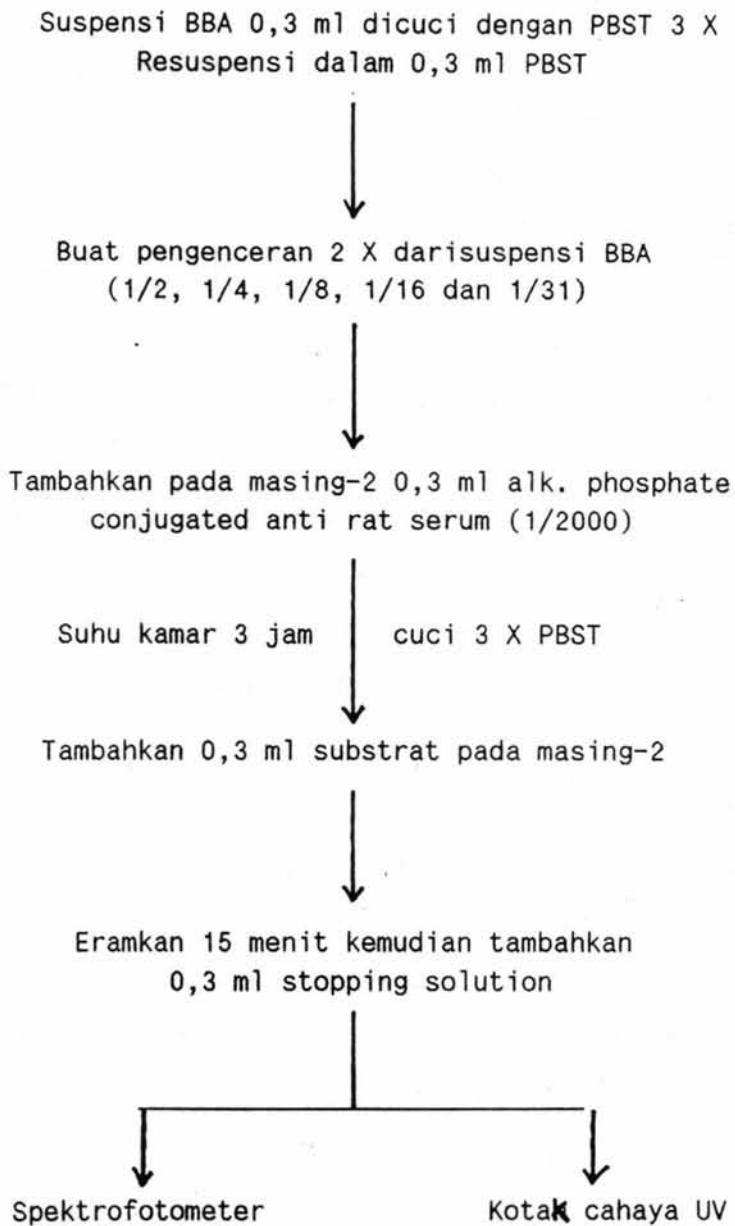 Suspensi BBA 0,3 ml dicuci dengan PBST 3 X
Resuspensi dalam 0,3 ml PBST
Buat pengenceran 2 X darisuspensi BBA
(1/2, 1/4, 1/8, 1/16 dan 1/31)
Tambahkan pada masing-2 0,3 ml alk. phosphate
conjugated anti rat serum (1/2000)
Suhu kamar 3 jam cuci 3 X PBST
Tambahkan 0,3 ml substrat pada masing-2
Eramkan 15 menit kemudian tambahkan
0,3 ml stopping solution
Spektrofotometer Kotak cahaya UV